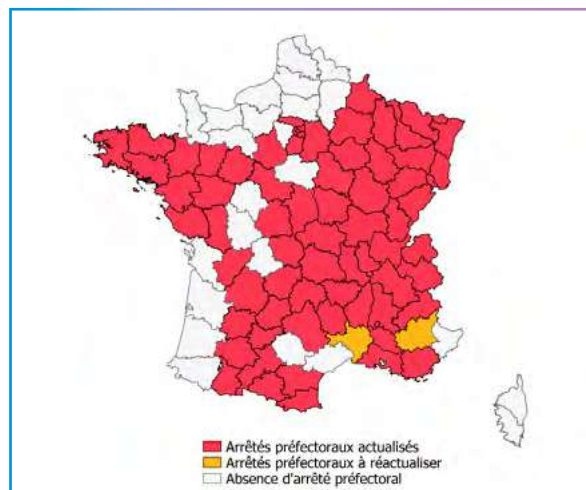 Arrêtés préfectoraux actualisés
Arrêtés préfectoraux à réactualiser
Absence d'arrêté préfectoral